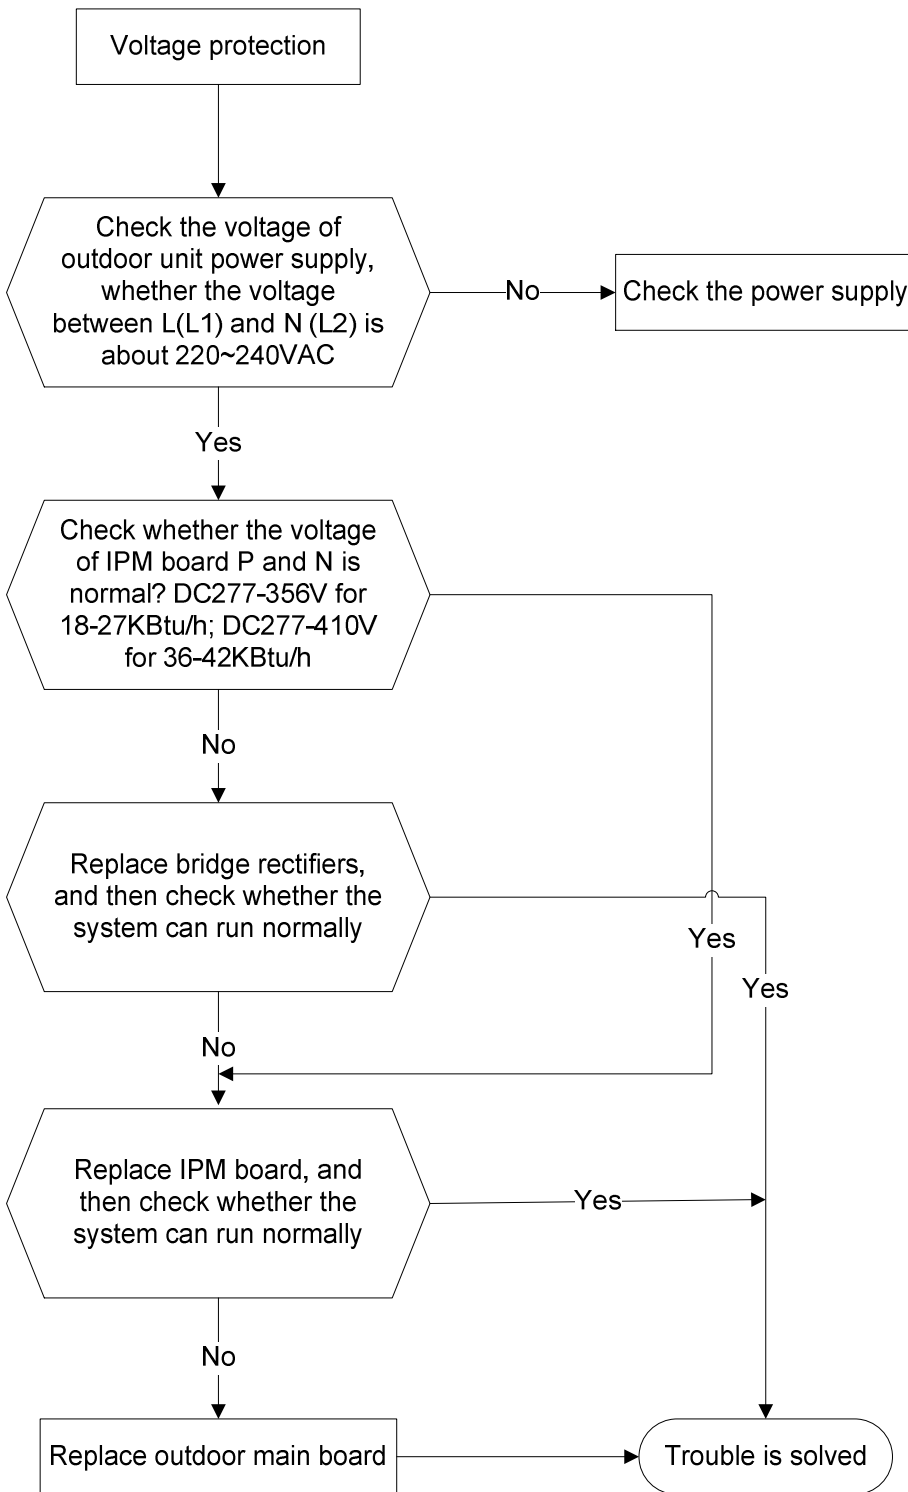 Voltage protection
Check the voltage of
outdoor unit power supply,
whether the voltage
between L(L1) and N (L2) is
about 220~240VAC
No
Check the power supply
Yes
Check whether the voltage
of IPM board P and N is
normal? DC277-356V for
18-27KBtu/h; DC277-410V
for 36-42KBtu/h
No
Replace bridge rectifiers,
and then check whether the
system can run normally
Yes
Yes
No
Replace IPM board, and
then check whether the
system can run normally
Yes
No
Replace outdoor main board
Trouble is solved